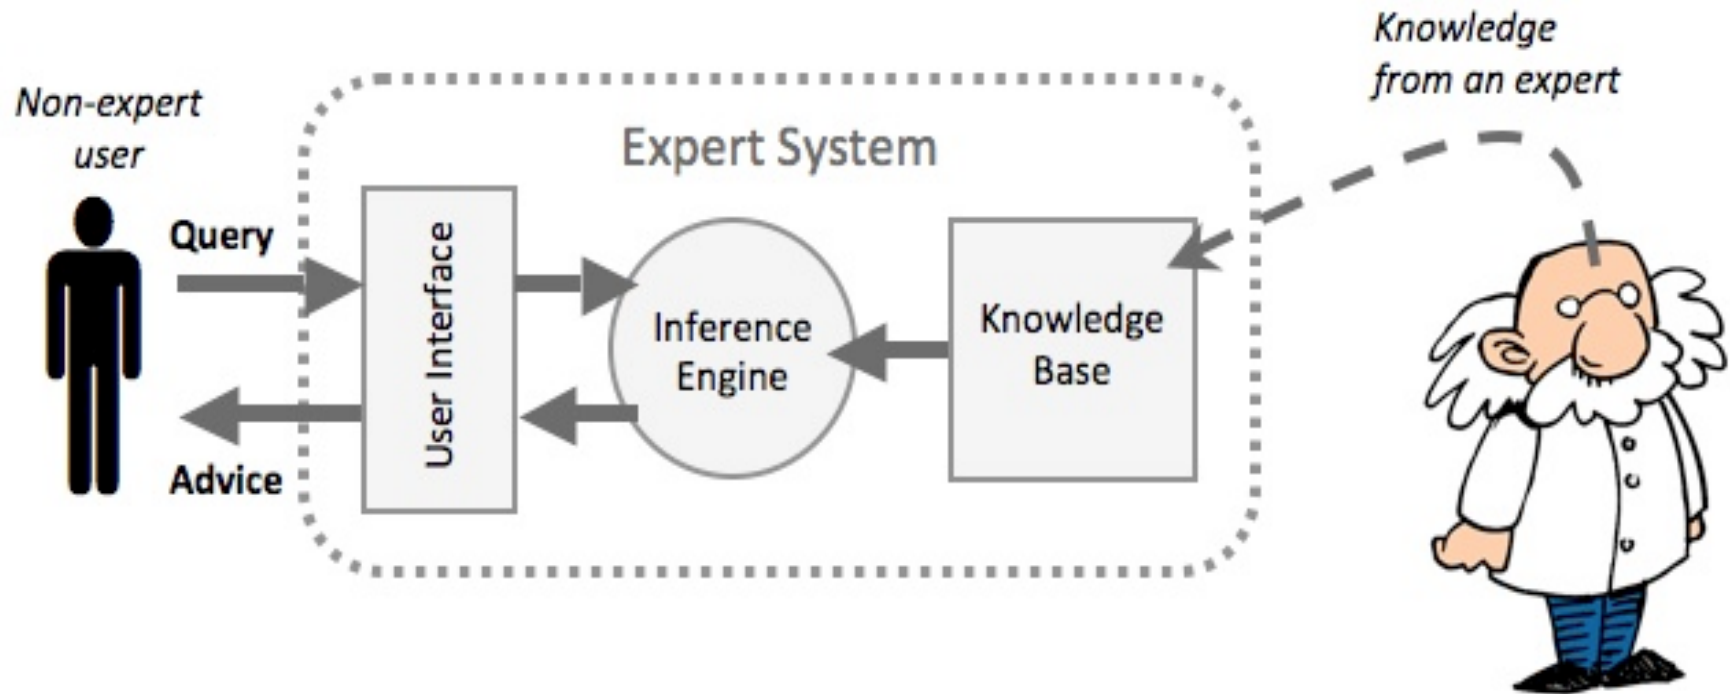 Knowledge
from an expert
Non-expert
user
Expert System
Query
User Interface
Inference
Engine
Knowledge
Base
Advice